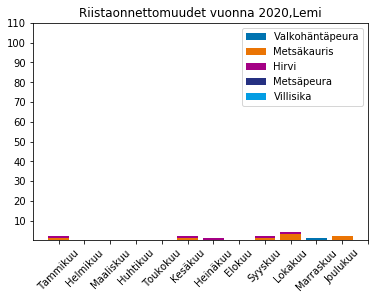 Riistaonnettomuudet vuonna 2020,Lemi
110
100
90
80
70
60
50
40
30
20
10
Valkohäntäpeura
Metsäkauris
Hirvi
Metsäpeura
Villisika
Tammikuu
Helmikuu
Maaliskuu
Huhtikuu
Toukokuu
Kesäkuu
Heinäkuu
Elokuu
Syyskuu
Lokakuu
Marraskuu
Joulukuu